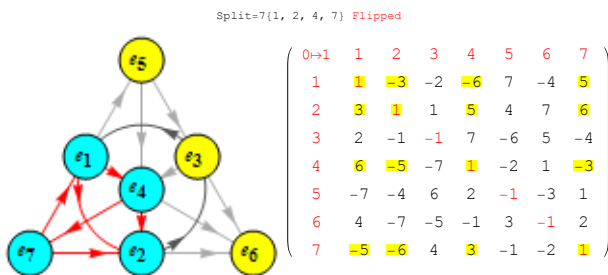 Split=7{1, 2, 4, 7} Flipped
e5
e1
e3
e4
e7
e2
e6
0↦1 1 2 3 4 5 6 7
1 1 -3 -2 -6 7 -4 5
2 3 1 1 5 4 7 6
3 2 -1 -1 7 -6 5 -4
4 6 -5 -7 1 -2 1 -3
5 -7 -4 6 2 -1 -3 1
6 4 -7 -5 -1 3 -1 2
7 -5 -6 4 3 -1 -2 1